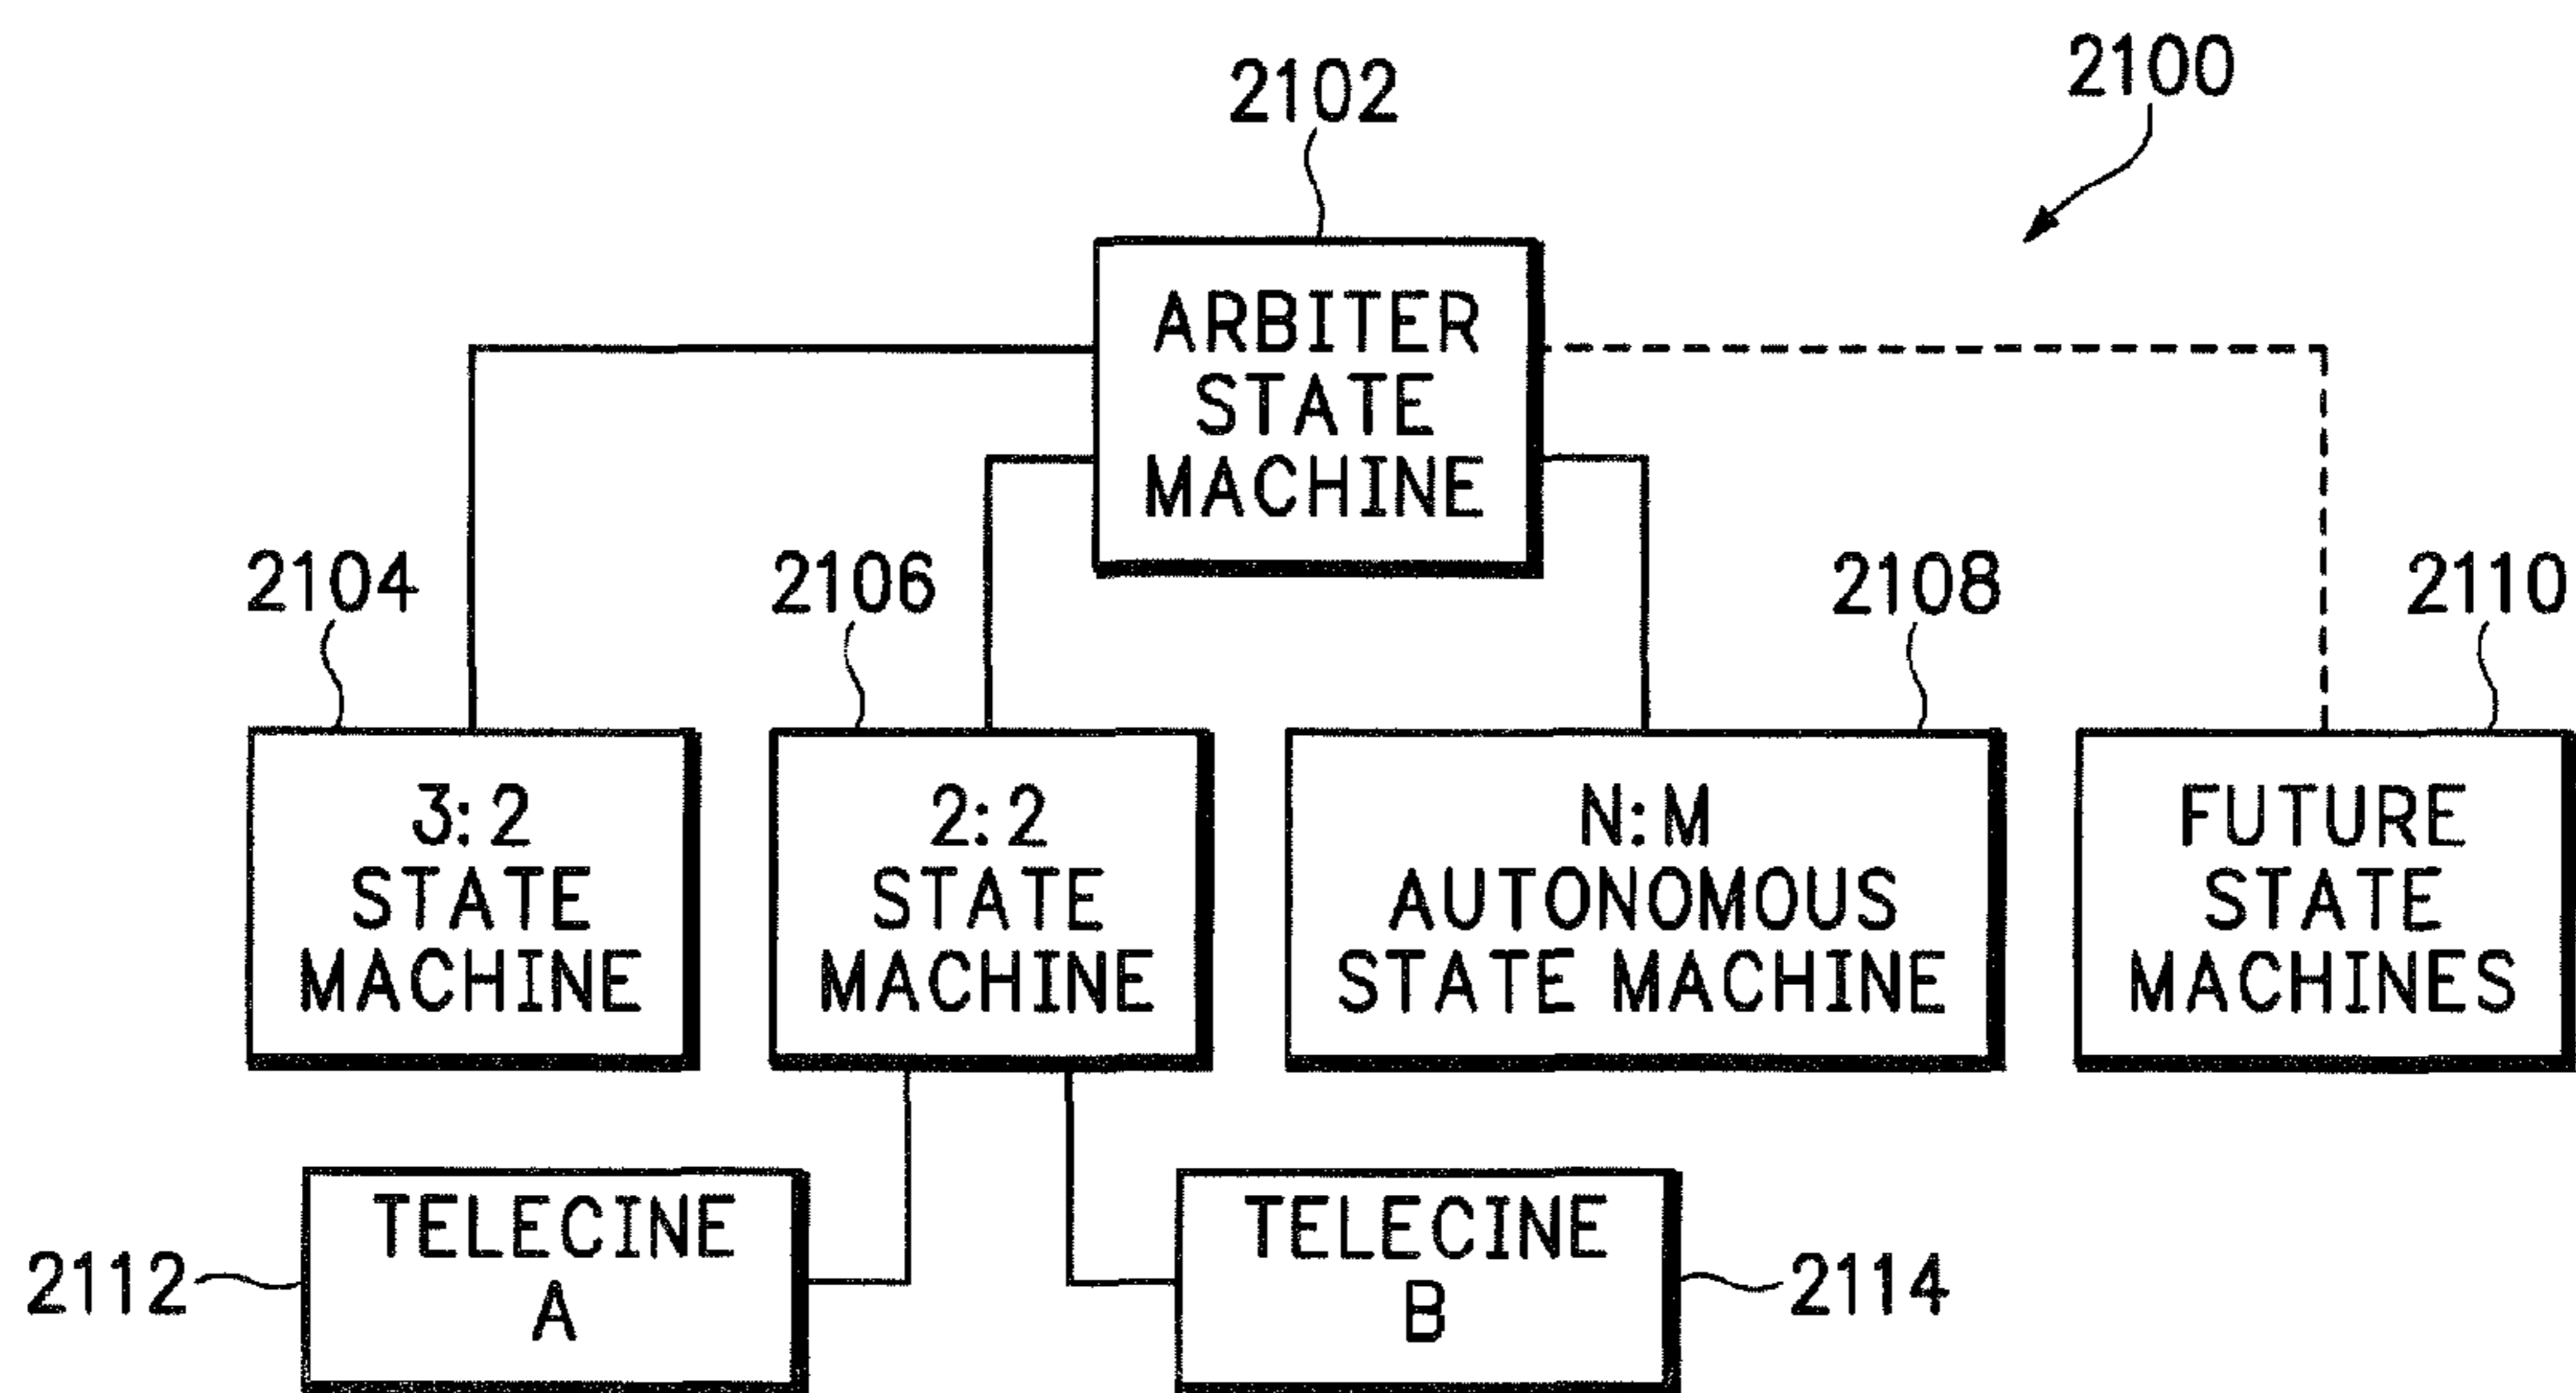 2100
2102
ARBITER
STATE
MACHINE
2104
2106
2108
2110
3:2
STATE
MACHINE
2:2
STATE
MACHINE
N:M
AUTONOMOUS
STATE MACHINE
FUTURE
STATE
MACHINES
2112
TELECINE
A
TELECINE
B
2114